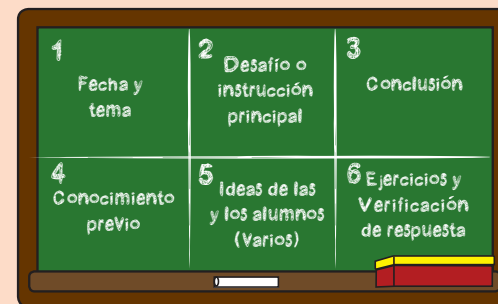 1
Fecha y
tema
2
Desafío o
instrucción
principal
3
Conclusión
4
Conocimiento
previo
5
Ideas de las
y los alumnos
(Varios)
6
Ejercicios y
Verificación
de respuesta